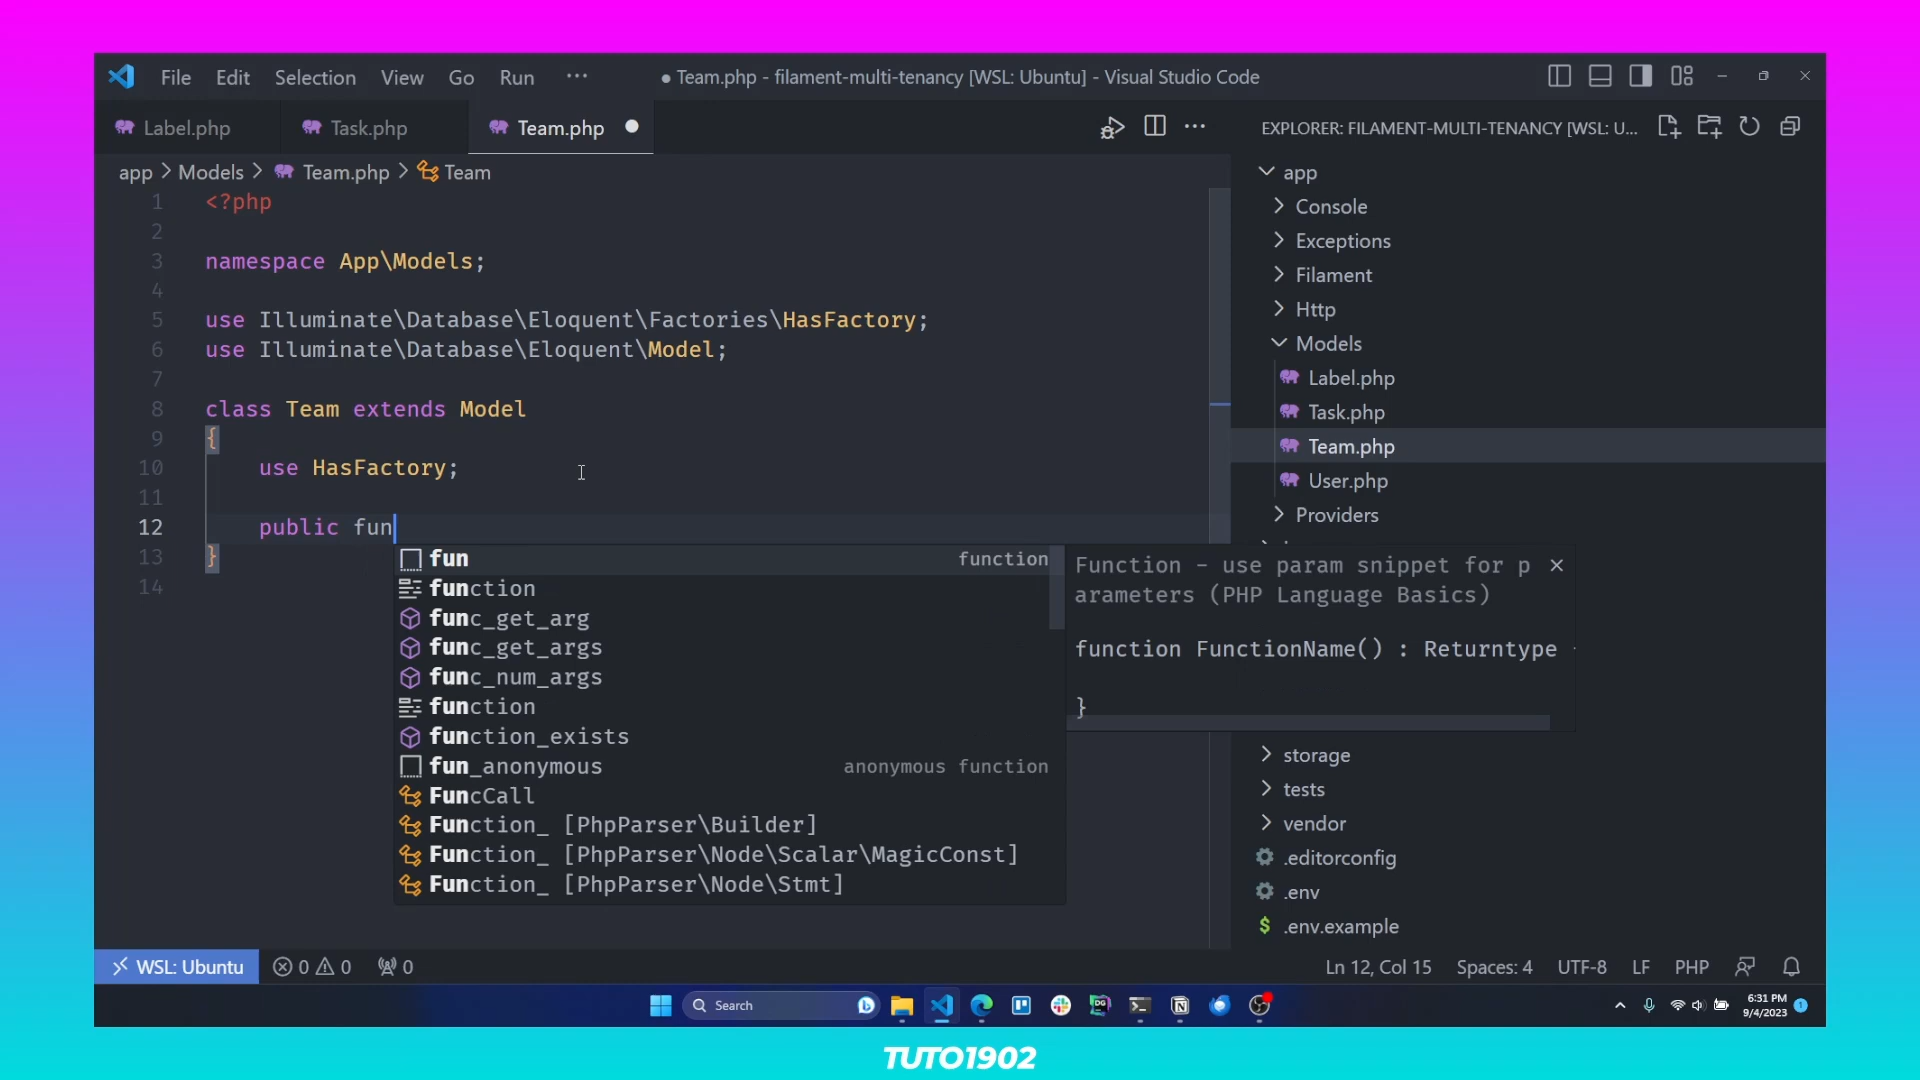 File Edit Selection View Go Run ··· ● Team.php - filament-multi-tenancy [WSL: Ubuntu] - Visual Studio Code
Label.php Task.php Team.php
app > Models > Team.php > Team
1 <?php
2
3 namespace App\Models;
4
5 use Illuminate\Database\Eloquent\Factories\HasFactory;
6 use Illuminate\Database\Eloquent\Model;
7
8 class Team extends Model
9 {
10 use HasFactory;
11
12 public fun
13 }
14
fun function
function
func_get_arg
func_get_args
func_num_args
function
function_exists
fun_anonymous anonymous function
FuncCall
Function_ [PhpParser\Builder]
Function_ [PhpParser\Node\Scalar\MagicConst]
Function_ [PhpParser\Node\Stmt]
Function - use param snippet for p
arameters (PHP Language Basics)
function FunctionName() : Returntype
}
EXPLORER: FILAMENT-MULTI-TENANCY [WSL: U...
app
Console
Exceptions
Filament
Http
Models
Label.php
Task.php
Team.php
User.php
Providers
storage
tests
vendor
.editorconfig
.env
$ .env.example
WSL: Ubuntu 0 0 0 Ln 12, Col 15 Spaces: 4 UTF-8 LF PHP
Search DG N 6:31 PM 1
9/4/2023
TUTO1902